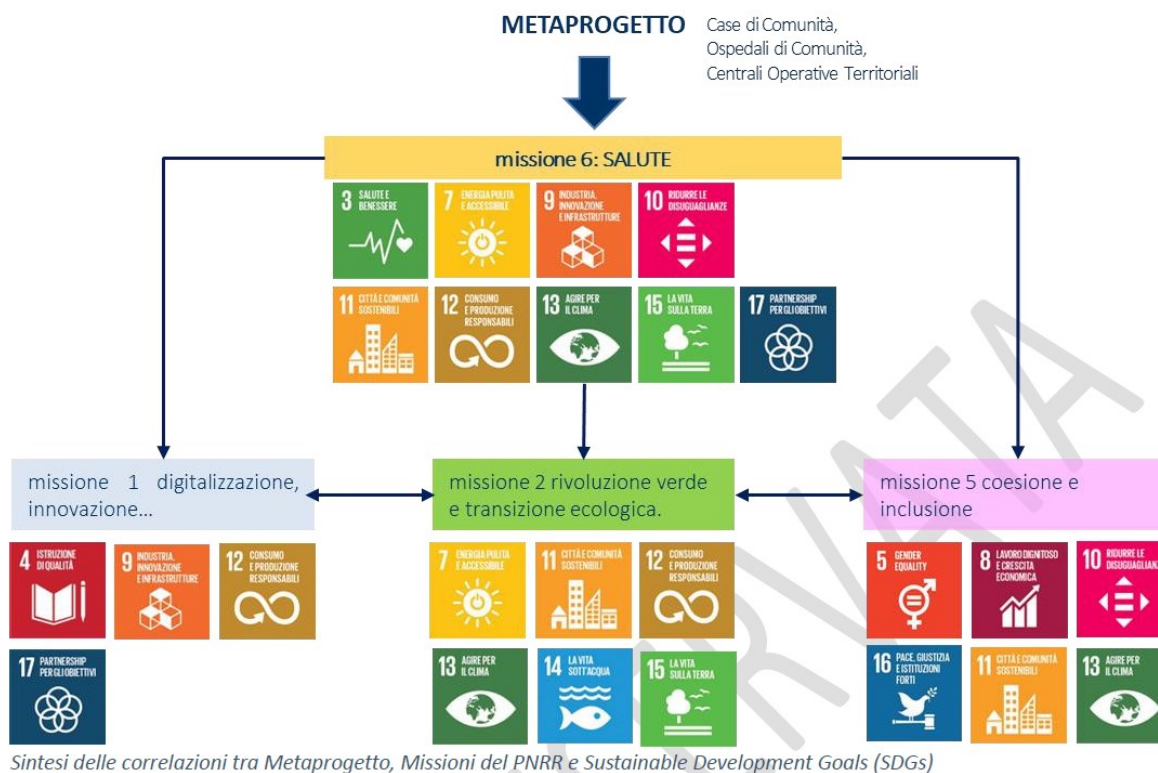 METAPROGETTO
Case di Comunità,
Ospedali di Comunità,
Centrali Operative Territoriali
missione 6: SALUTE
3 SALUTE E
BENESSERE
7 ENERGIA PULITA
E ACCESSIBILE
9 INDUSTRIA,
INNOVAZIONE
E INFRASTRUTTURE
10 RIDURRE LE
DISUGUAGLIANZE
11 CITTÀ E COMUNITÀ
SOSTENIBILI
12 CONSUMO
E PRODUZIONE
RESPONSABILI
13 AGIRE PER
IL CLIMA
15 LA VITA
SULLA TERRA
17 PARTNERSHIP
PER GLI OBIETTIVI
missione 1 digitalizzazione,
innovazione...
missione 2 rivoluzione verde
e transizione ecologica.
missione 5 coesione e
inclusione
4 ISTRUZIONE
DI QUALITÀ
9 INDUSTRIA,
INNOVAZIONE
E INFRASTRUTTURE
12 CONSUMO
E PRODUZIONE
RESPONSABILI
17 PARTNERSHIP
PER GLI OBIETTIVI
7 ENERGIA PULITA
E ACCESSIBILE
11 CITTÀ E COMUNITÀ
SOSTENIBILI
12 CONSUMO
E PRODUZIONE
RESPONSABILI
13 AGIRE PER
IL CLIMA
14 LA VITA
SOTT'ACQUA
15 LA VITA
SULLA TERRA
5 GENDER
EQUALITY
8 LAVORO DIGNITOSO
E CRESCITA
ECONOMICA
10 RIDURRE LE
DISUGUAGLIANZ
16 PACE, GIUSTIZIA
E ISTITUZIONI
FORTI
11 CITTÀ E COMUNITÀ
SOSTENIBILI
13 AGIRE PER
IL CLIMA
Sintesi delle correlazioni tra Metaprogetto, Missioni del PNRR e Sustainable Development Goals (SDGs)